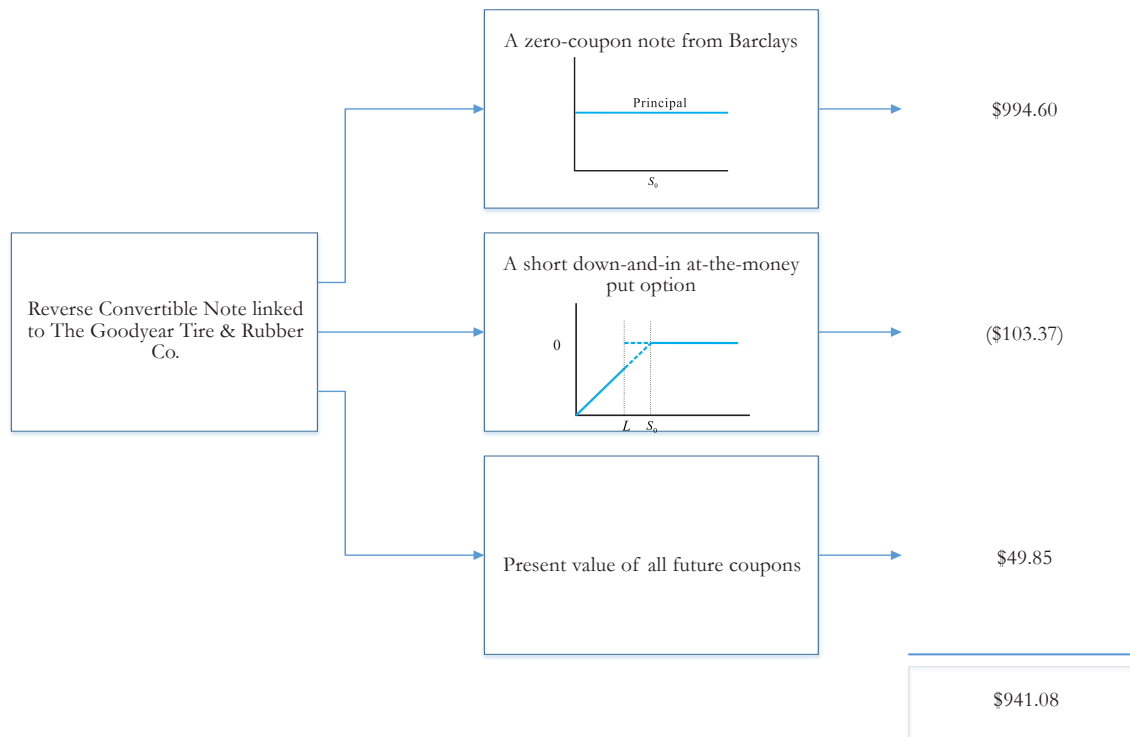 A zero-coupon note from Barclays
Principal
S₀
$994.60
Reverse Convertible Note linked
to The Goodyear Tire & Rubber
Co.
A short down-and-in at-the-money
put option
0
L S₀
($103.37)
Present value of all future coupons
$49.85
$941.08